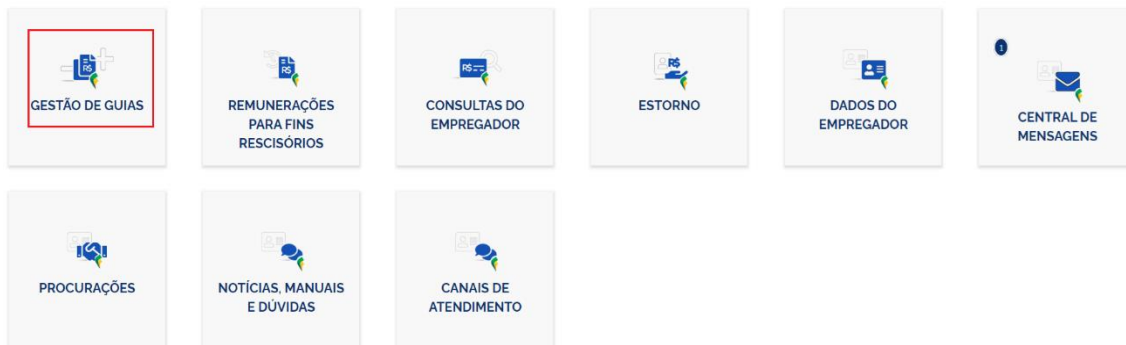 GESTÃO DE GUIAS
REMUNERAÇÕES
PARA FINS
RESCISÓRIOS
CONSULTAS DO
EMPREGADOR
ESTORNO
DADOS DO
EMPREGADOR
1
CENTRAL DE
MENSAGENS
PROCURAÇÕES
NOTÍCIAS, MANUAIS
E DÚVIDAS
CANAIS DE
ATENDIMENTO
R$
R$
R$
R$